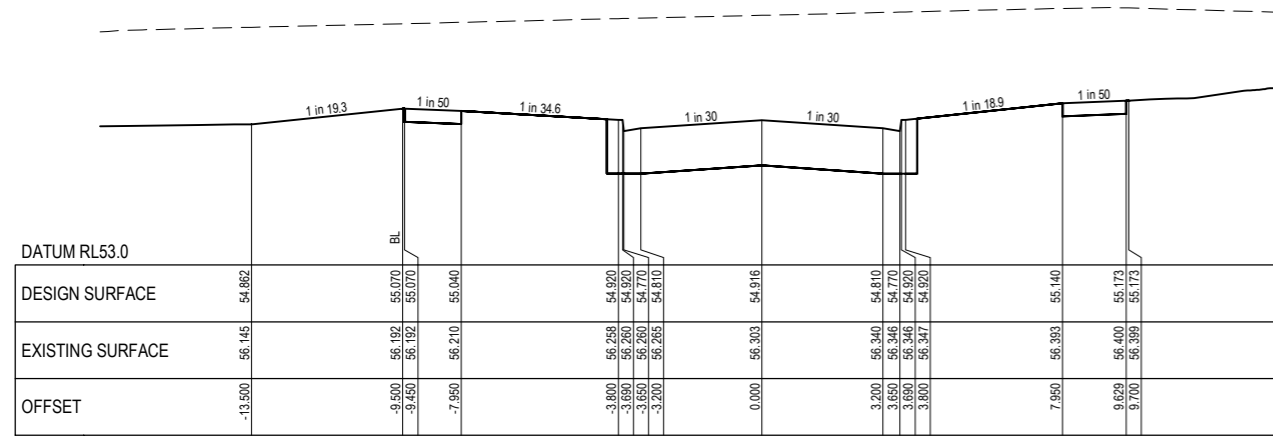 1 in 19.3
1 in 50
1 in 34.6
1 in 30
1 in 30
1 in 18.9
1 in 50
BL
DATUM RL53.0
DESIGN SURFACE 54.862 55.070 55.070 55.040 54.920 54.920 54.770 54.810 54.916 54.810 54.770 54.920 54.920 55.140 55.173 55.173
EXISTING SURFACE 56.145 56.192 56.192 56.210 56.258 56.260 56.260 56.265 56.303 56.340 56.346 56.346 56.347 56.393 56.400 56.399
OFFSET -13.500 -9.500 -9.450 -7.950 -3.800 -3.690 -3.650 -3.200 0.000 3.200 3.650 3.690 3.800 7.950 9.629 9.700